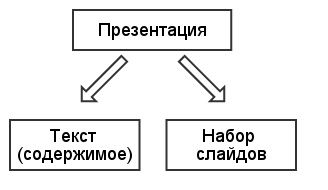 Презентация
Текст
(содержимое)
Набор
слайдов